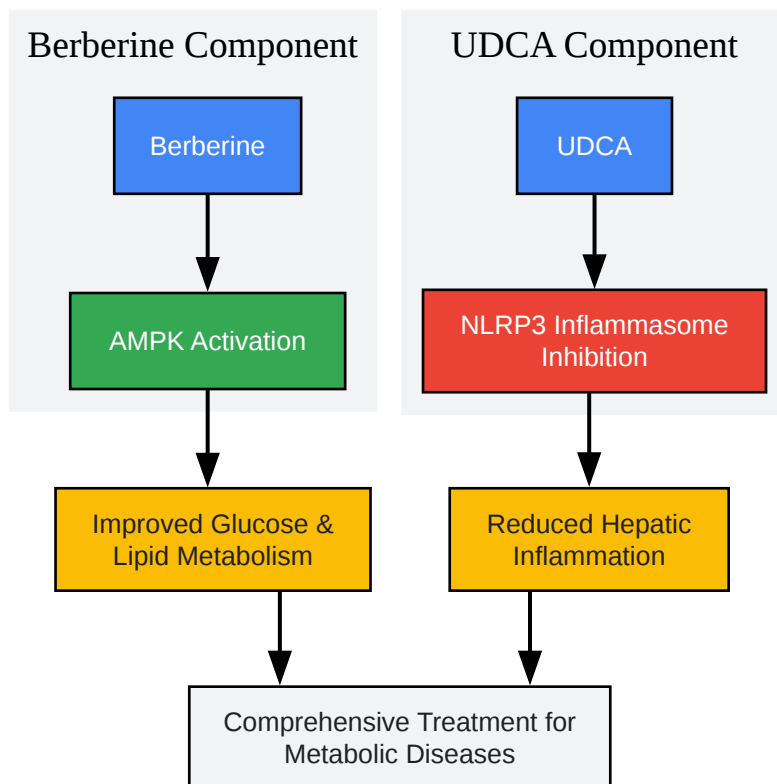 Berberine Component
Berberine
AMPK Activation
UDCA Component
UDCA
NLRP3 Inflammasome
Inhibition
Improved Glucose &
Lipid Metabolism
Reduced Hepatic
Inflammation
Comprehensive Treatment for
Metabolic Diseases